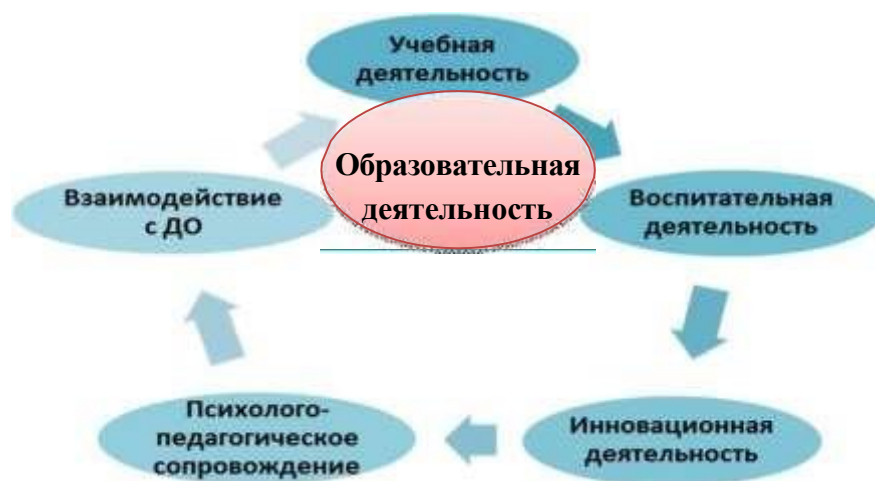 Учебная
деятельность
Образовательная
деятельность
Взаимодействие
с ДО
Воспитательная
деятельность
Психолого-
педагогическое
сопровождение
Инновационная
деятельность